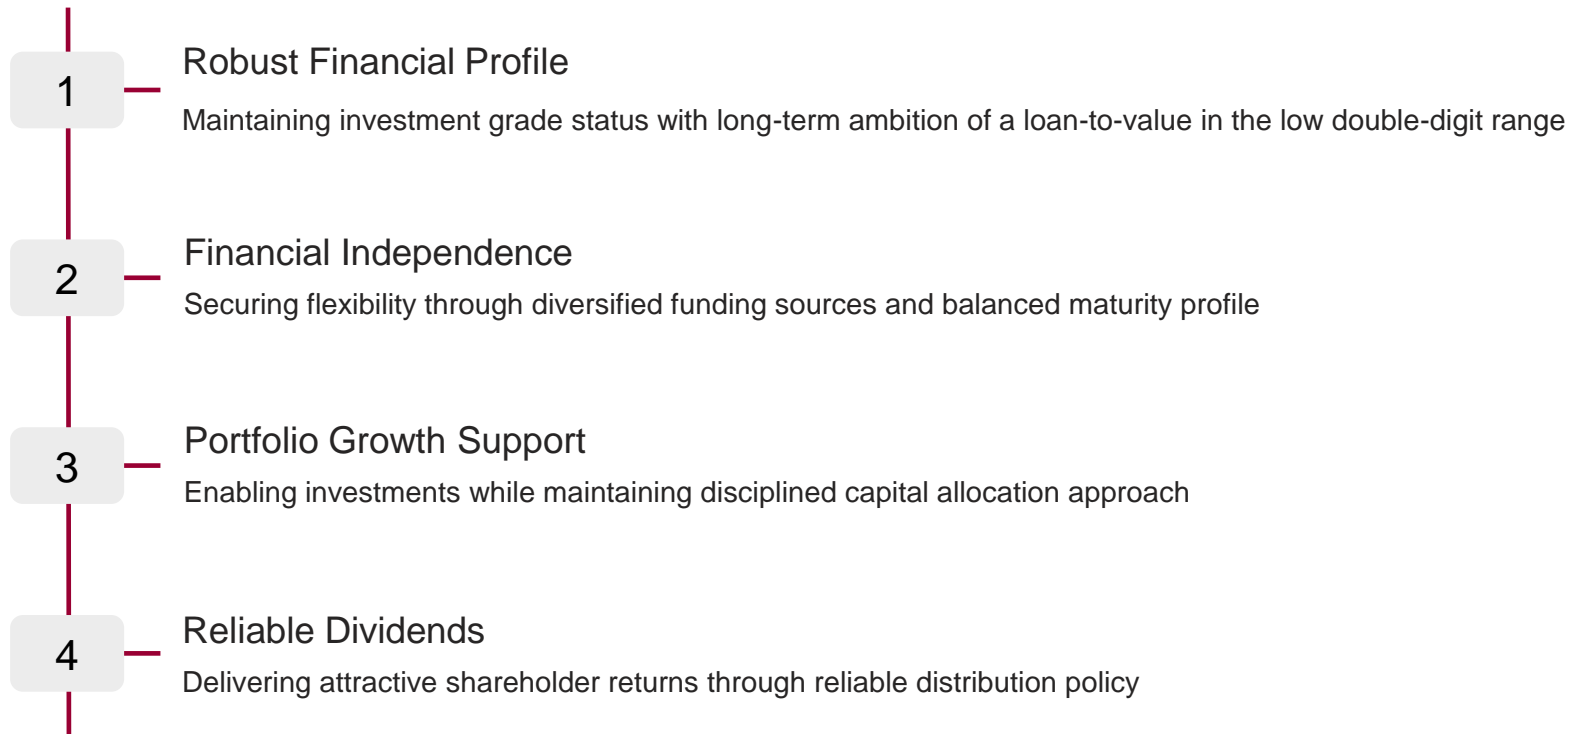 1
Robust Financial Profile
Maintaining investment grade status with long-term ambition of a loan-to-value in the low double-digit range
2
Financial Independence
Securing flexibility through diversified funding sources and balanced maturity profile
3
Portfolio Growth Support
Enabling investments while maintaining disciplined capital allocation approach
4
Reliable Dividends
Delivering attractive shareholder returns through reliable distribution policy